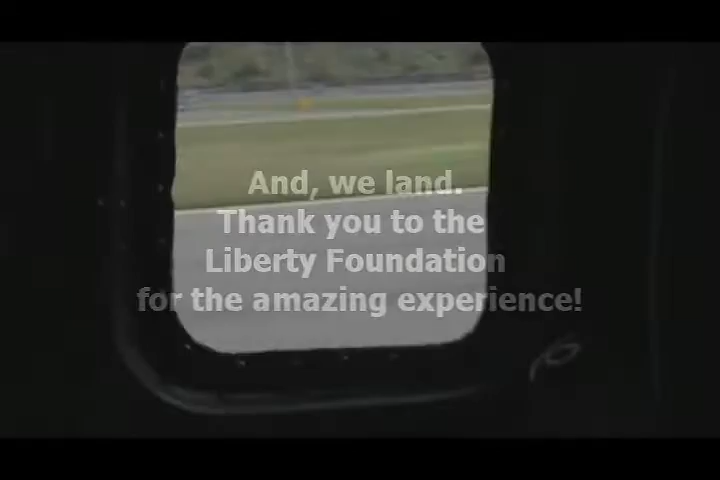 And, we land.
Thank you to the
Liberty Foundation
for the amazing experience!